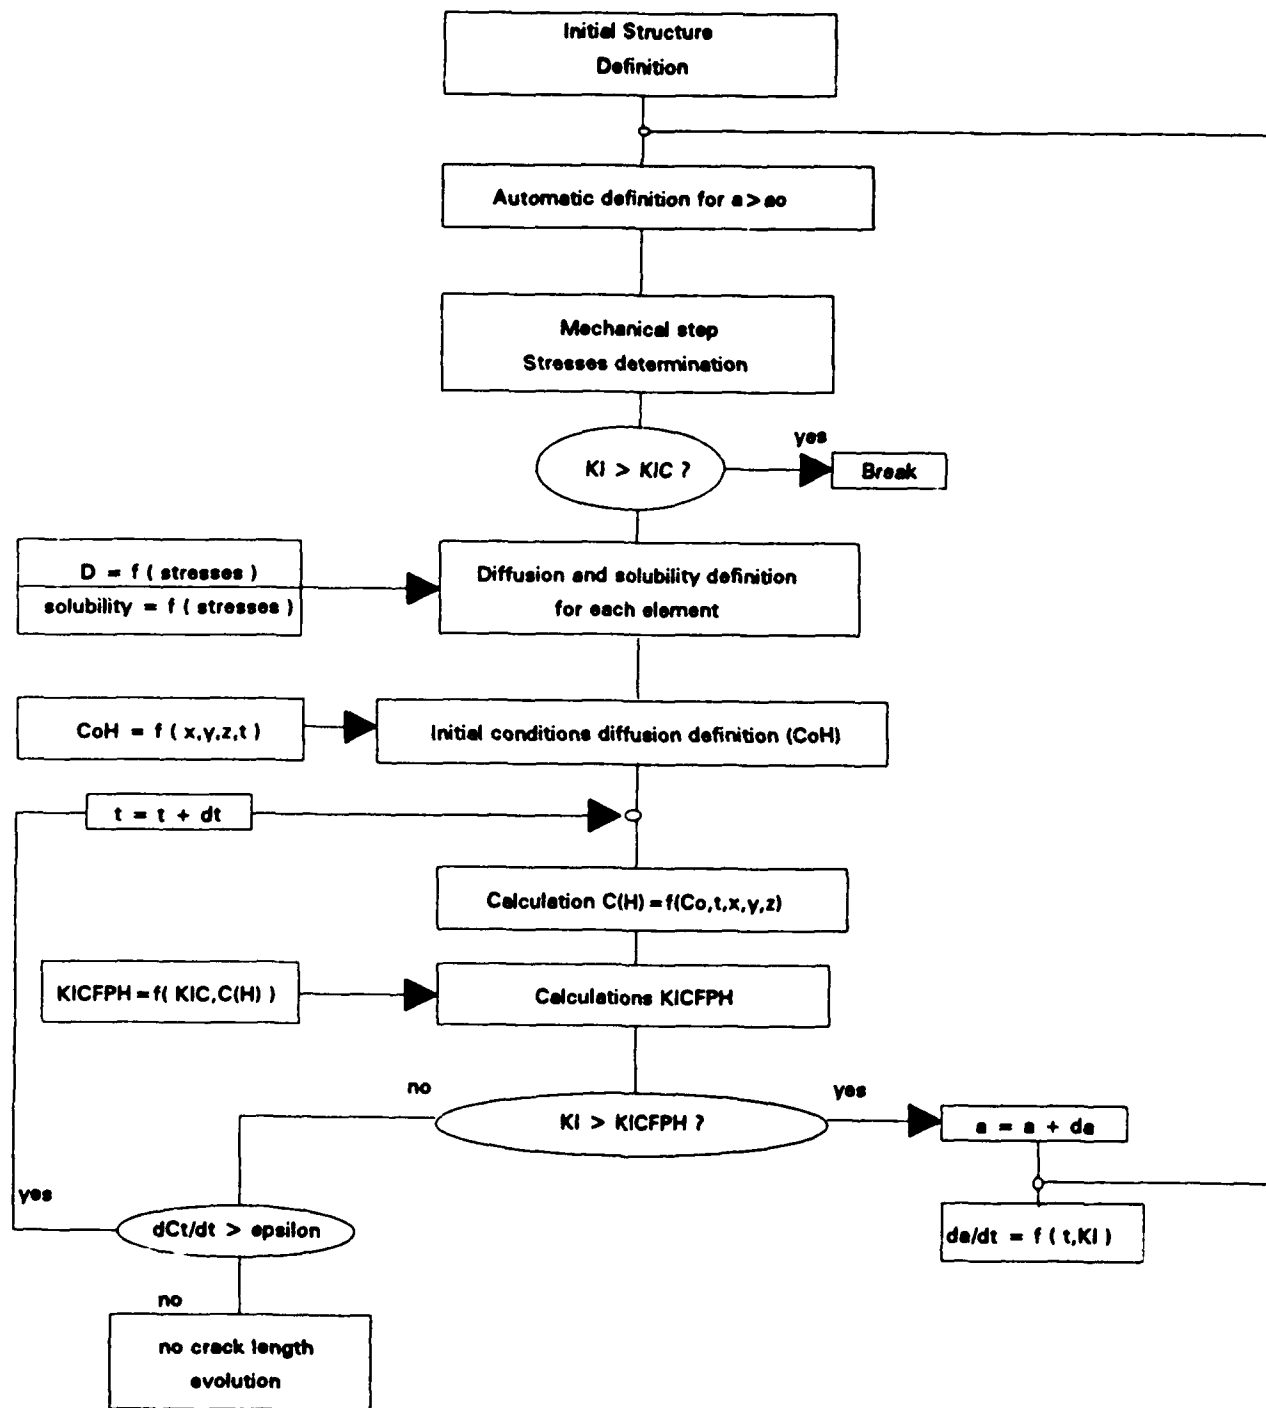 Initial Structure
Definition
Automatic definition for a>ao
Mechanical step
Stresses determination
KI > KIC ?
yes
Break
D = f ( stresses )
solubility = f ( stresses )
Diffusion and solubility definition
for each element
CoH = f ( x,y,z,t )
Initial conditions diffusion definition (CoH)
t = t + dt
Calculation C(H)=f(Co,t,x,y,z)
KICFPH=f( KIC,C(H) )
Calculations KICFPH
no
KI > KICFPH ?
yes
a = a + da
yes
dCt/dt > epsilon
da/dt = f ( t,KI )
no
no crack length
evolution